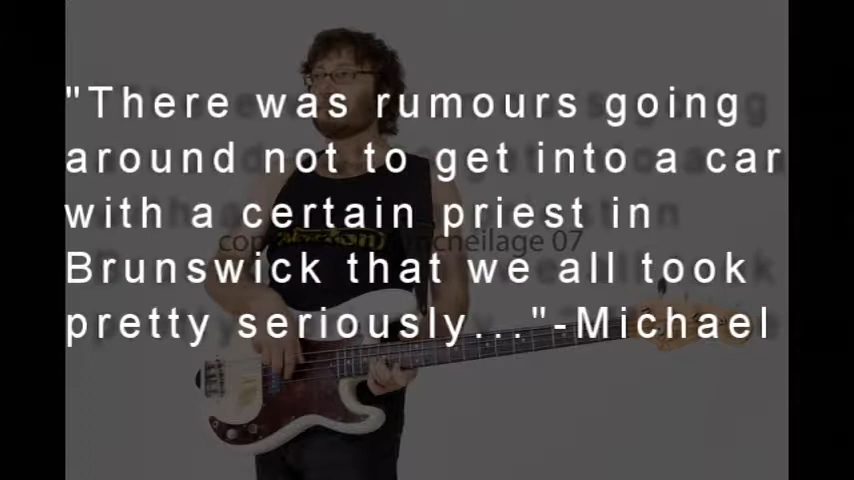 "There was rumours going
around not to get into a car
with a certain priest in
Brunswick that we all took
pretty seriously..."-Michael